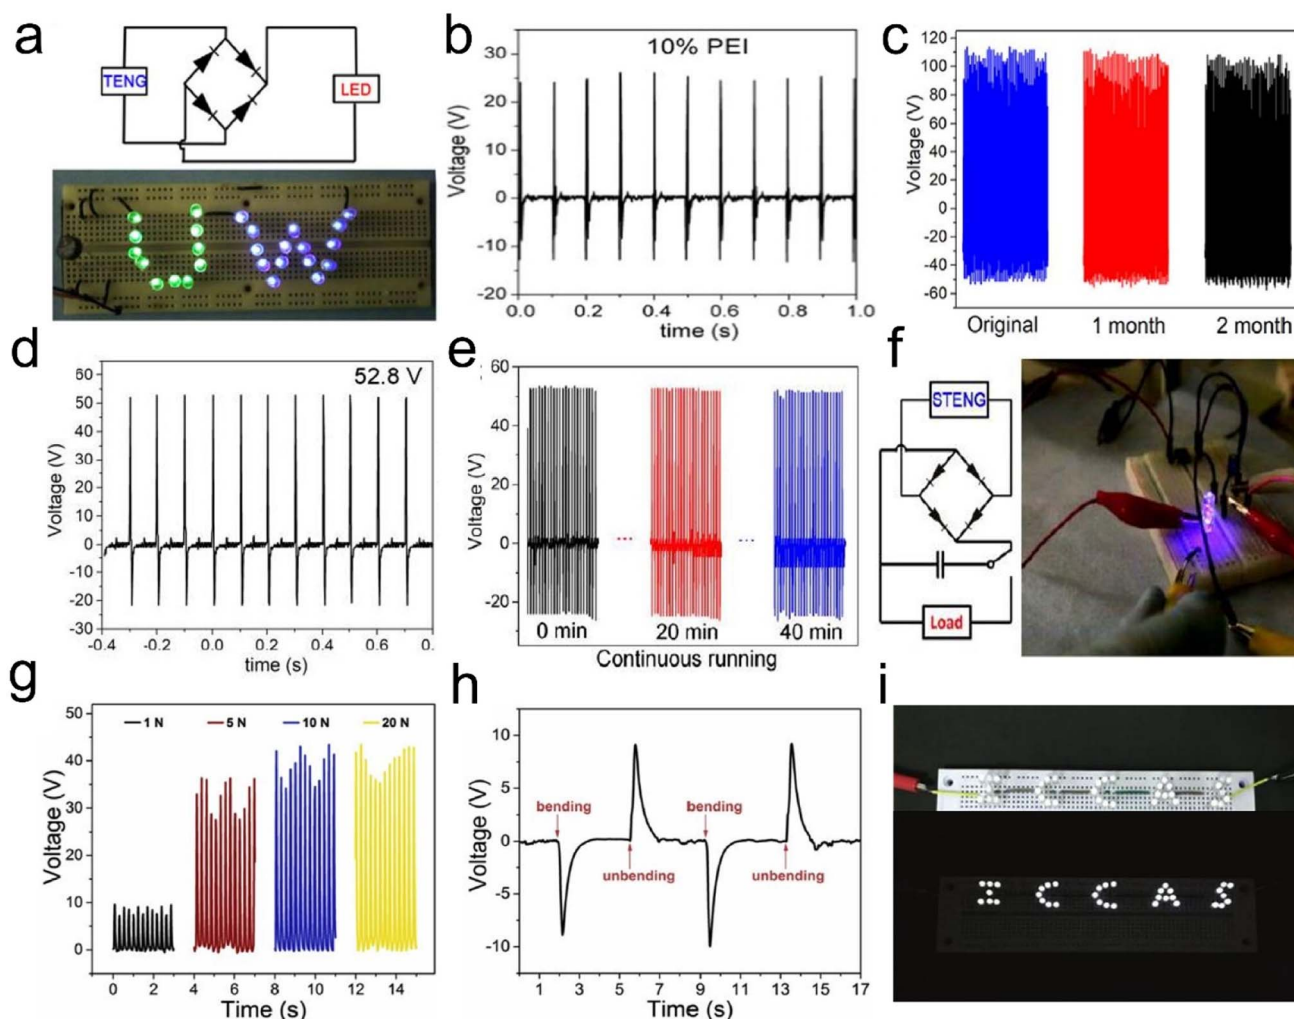 a
TENG
LED
b
10% PEI
Voltage (V)
35
30
20
10
0
-10
-20
0.0 0.2 0.4 0.6 0.8 1.0
time (s)
c
Voltage (V)
120
100
80
60
40
20
0
-20
-40
-60
Original 1 month 2 month
d
52.8 V
Voltage (V)
60
50
40
30
20
10
0
-10
-20
-30
-0.4 -0.2 0.0 0.2 0.4 0.6 0.
time (s)
e
Voltage (V)
60
40
20
0
-20
0 min 20 min 40 min
Continuous running
f
STENG
Load
g
1 N 5 N 10 N 20 N
Voltage (V)
50
40
30
20
10
0
0 2 4 6 8 10 12 14
Time (s)
h
Voltage (V)
10
5
0
-5
-10
bending
unbending
bending
unbending
1 3 5 7 9 11 13 15 17
Time (s)
i
U W
I C C A S